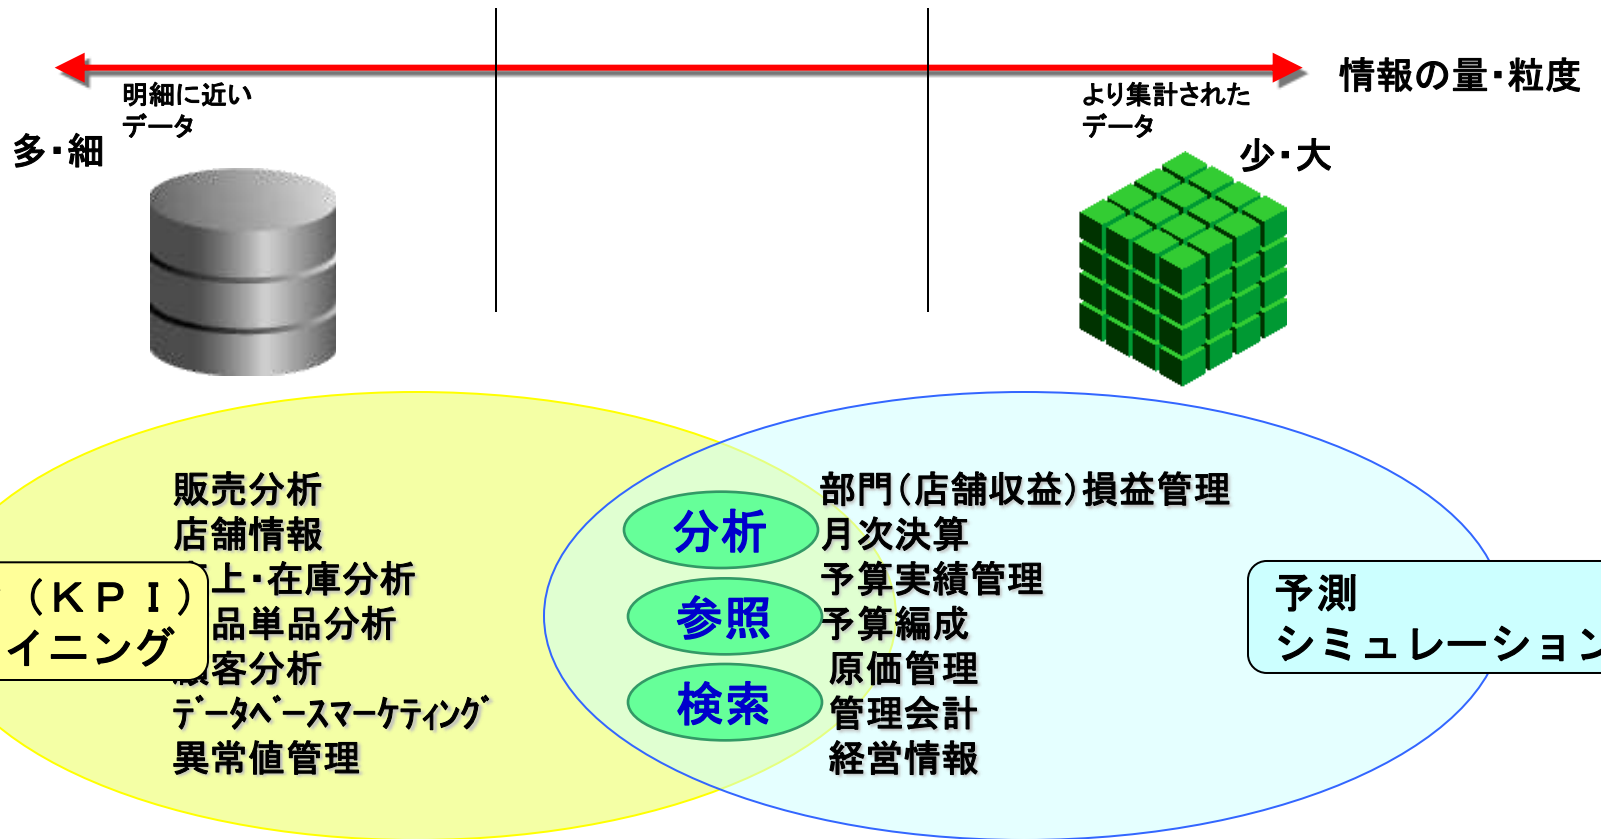 情報の量・粒度
明細に近い
データ
より集計された
データ
多・細
少・大
販売分析
店舗情報
上・在庫分析
品単品分析
客分析
データベースマーケティング
異常値管理
（ＫＰＩ）
イニング
分析
参照
検索
部門（店舗収益）損益管理
月次決算
予算実績管理
予算編成
原価管理
管理会計
経営情報
予測
シミュレーション